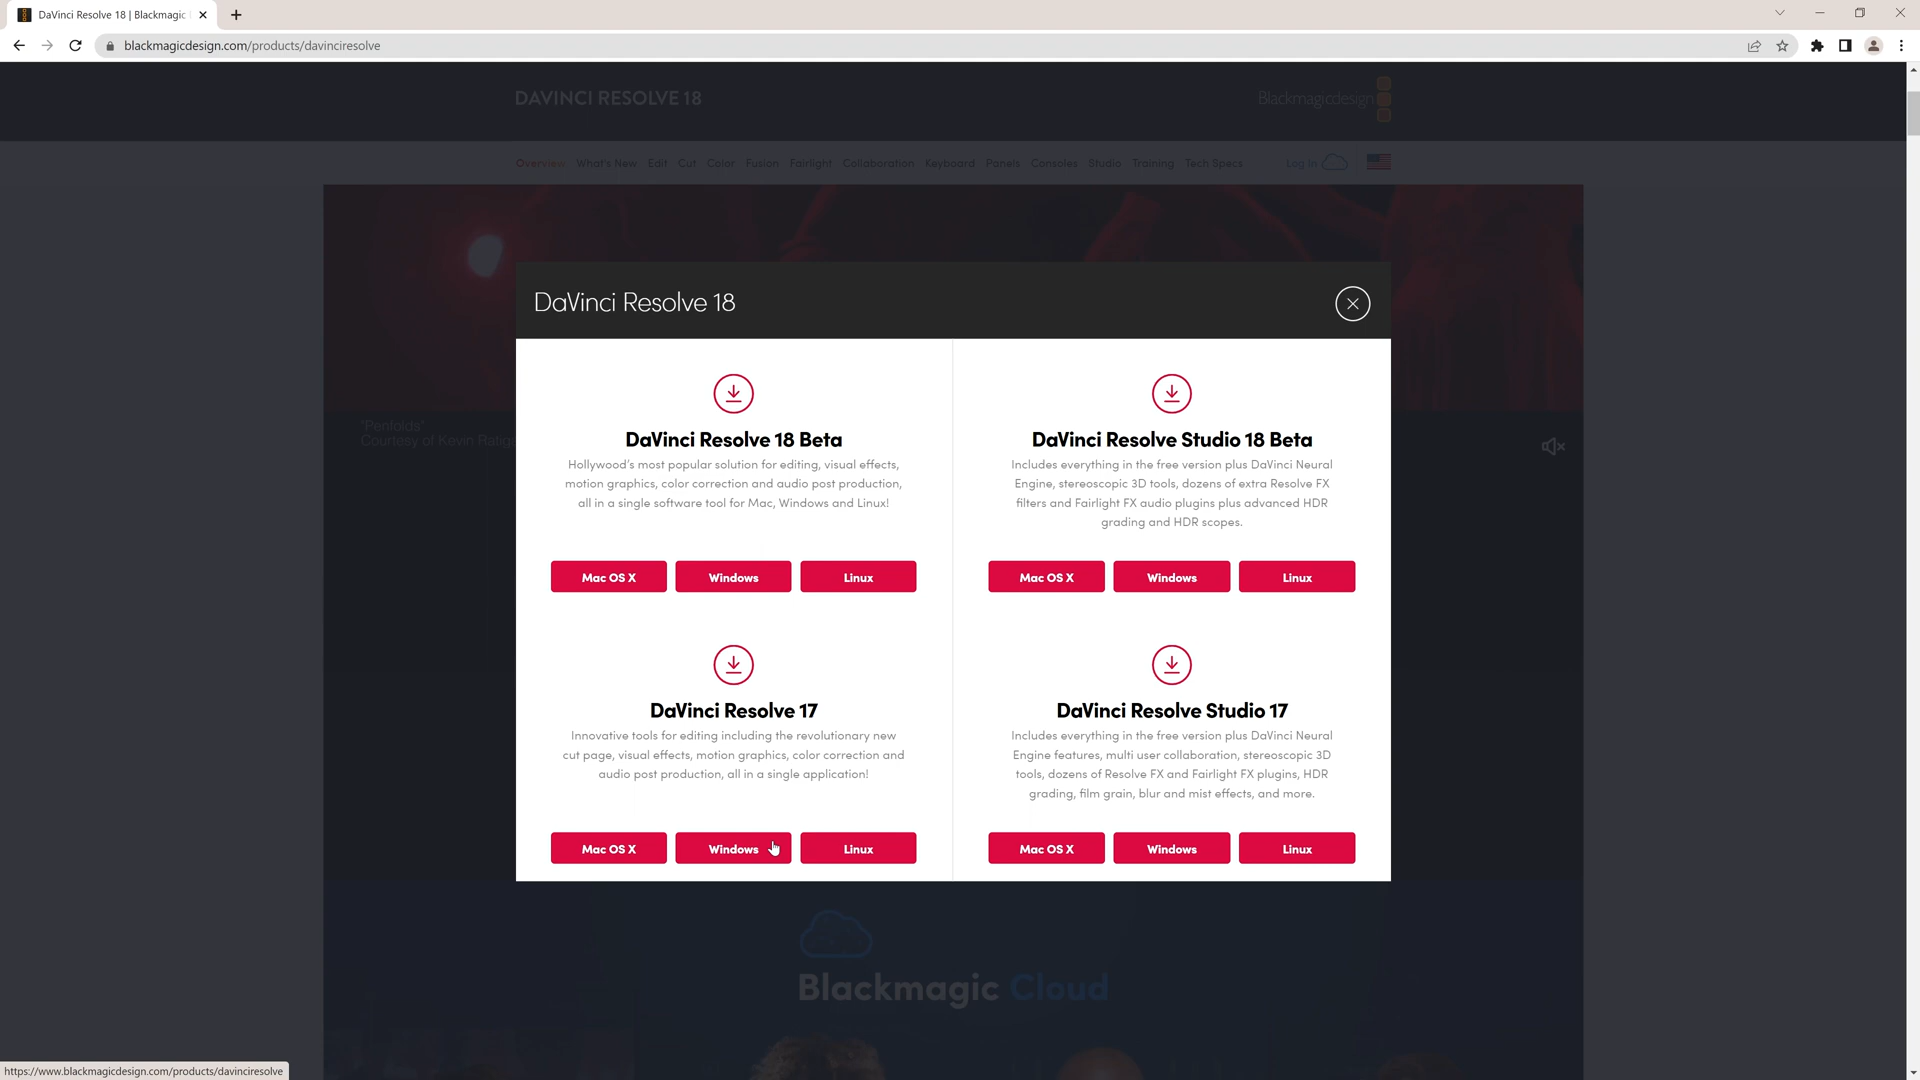 DaVinci Resolve 18 | Blackmagic
blackmagicdesign.com/products/davinciresolve
DAVINCI RESOLVE 18
Blackmagicdesign
Overview What's New Edit Cut Color Fusion Fairlight Collaboration Keyboard Panels Consoles Studio Training Tech Specs Log In
"Penfolds"
Courtesy of Kevin
DaVinci Resolve 18
DaVinci Resolve 18 Beta
Hollywood's most popular solution for editing, visual effects,
motion graphics, color correction and audio post production,
all in a single software tool for Mac, Windows and Linux!
Mac OS X Windows Linux
DaVinci Resolve Studio 18 Beta
Includes everything in the free version plus DaVinci Neural
Engine, stereoscopic 3D tools, dozens of extra Resolve FX
filters and Fairlight FX audio plugins plus advanced HDR
grading and HDR scopes.
Mac OS X Windows Linux
DaVinci Resolve 17
Innovative tools for editing including the revolutionary new
cut page, visual effects, motion graphics, color correction and
audio post production, all in a single application!
Mac OS X Windows Linux
DaVinci Resolve Studio 17
Includes everything in the free version plus DaVinci Neural
Engine features, multi user collaboration, stereoscopic 3D
tools, dozens of Resolve FX and Fairlight FX plugins, HDR
grading, film grain, blur and mist effects, and more.
Mac OS X Windows Linux
Blackmagic Cloud
https://www.blackmagicdesign.com/products/davinciresolve